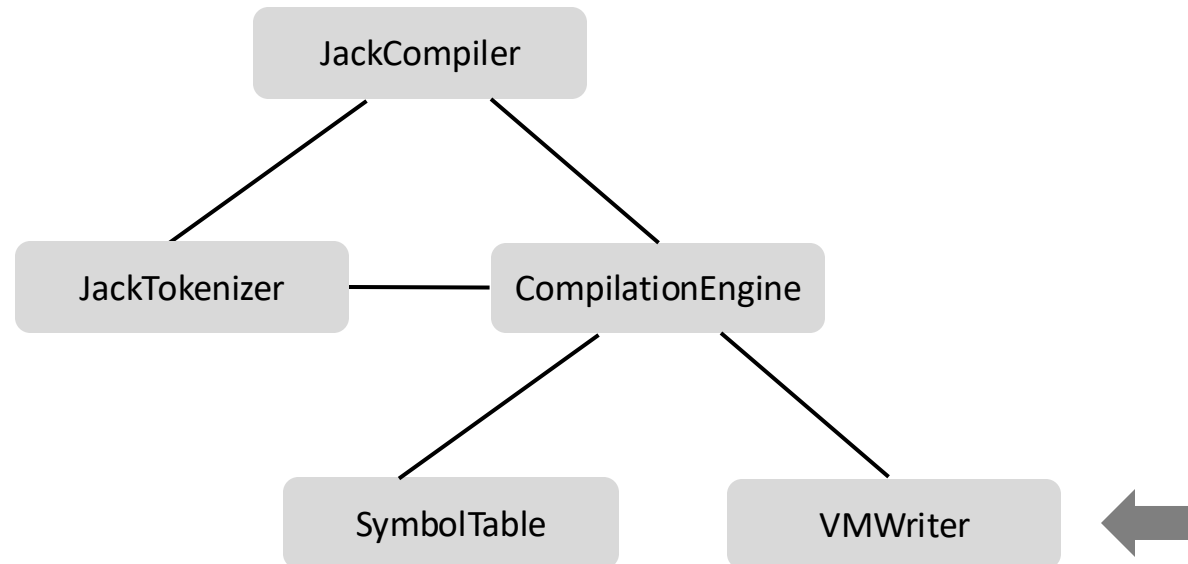 JackCompiler
JackTokenizer
CompilationEngine
SymbolTable
VMWriter